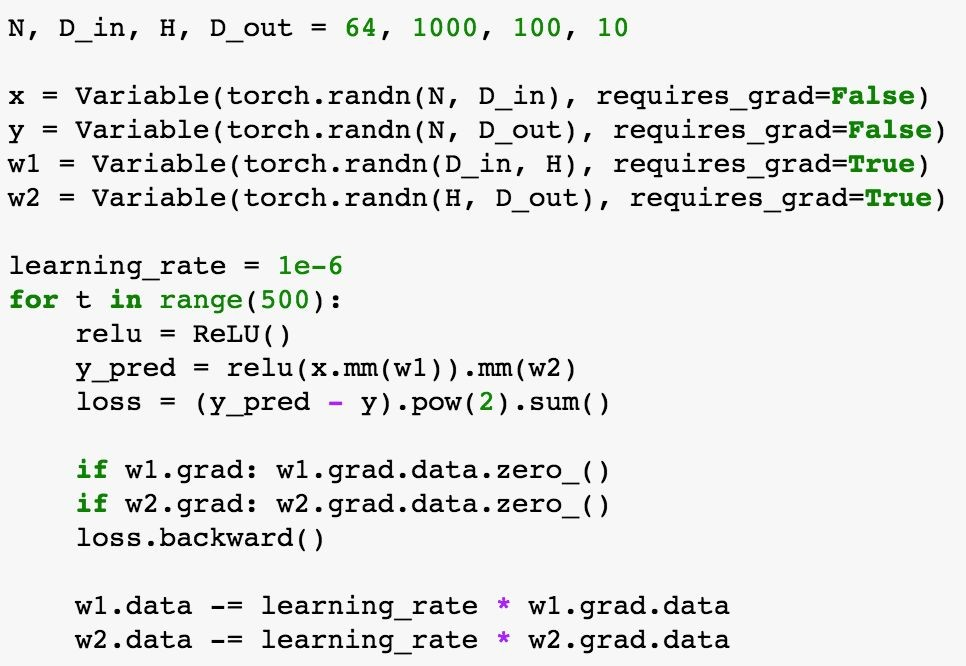 N, D_in, H, D_out = 64, 1000, 100, 10
x = Variable(torch.randn(N, D_in), requires_grad=False)
y = Variable(torch.randn(N, D_out), requires_grad=False)
w1 = Variable(torch.randn(D_in, H), requires_grad=True)
w2 = Variable(torch.randn(H, D_out), requires_grad=True)
learning_rate = 1e-6
for t in range(500):
    relu = ReLU()
    y_pred = relu(x.mm(w1)).mm(w2)
    loss = (y_pred - y).pow(2).sum()
    if w1.grad: w1.grad.data.zero_()
    if w2.grad: w2.grad.data.zero_()
    loss.backward()
    w1.data -= learning_rate * w1.grad.data
    w2.data -= learning_rate * w2.grad.data